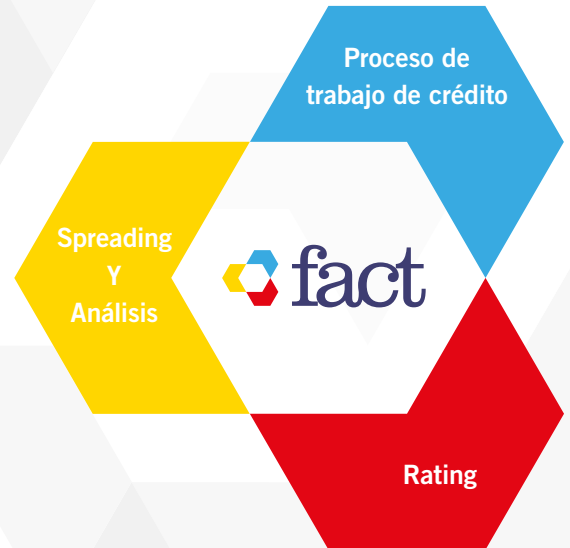 Proceso de
trabajo de crédito
Spreading
Y
Análisis
fact
Rating